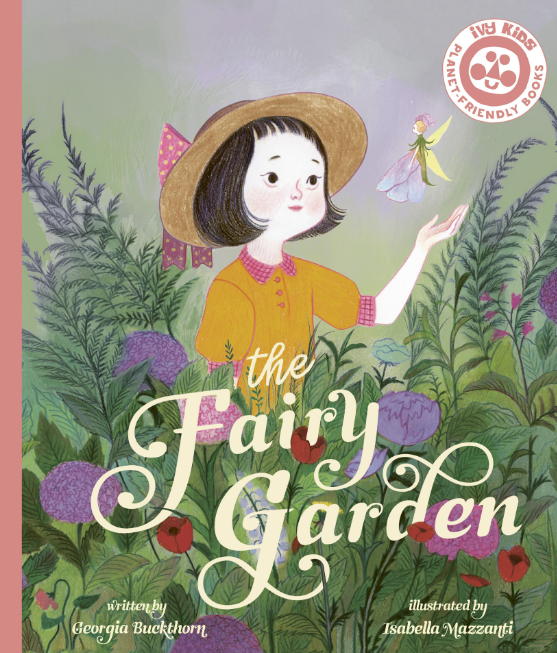 IVY KIDS
PLANET-FRIENDLY BOOKS
the
Fairy
Garden
written by
Georgia Buckthorn
illustrated by
Isabella Mazzanti